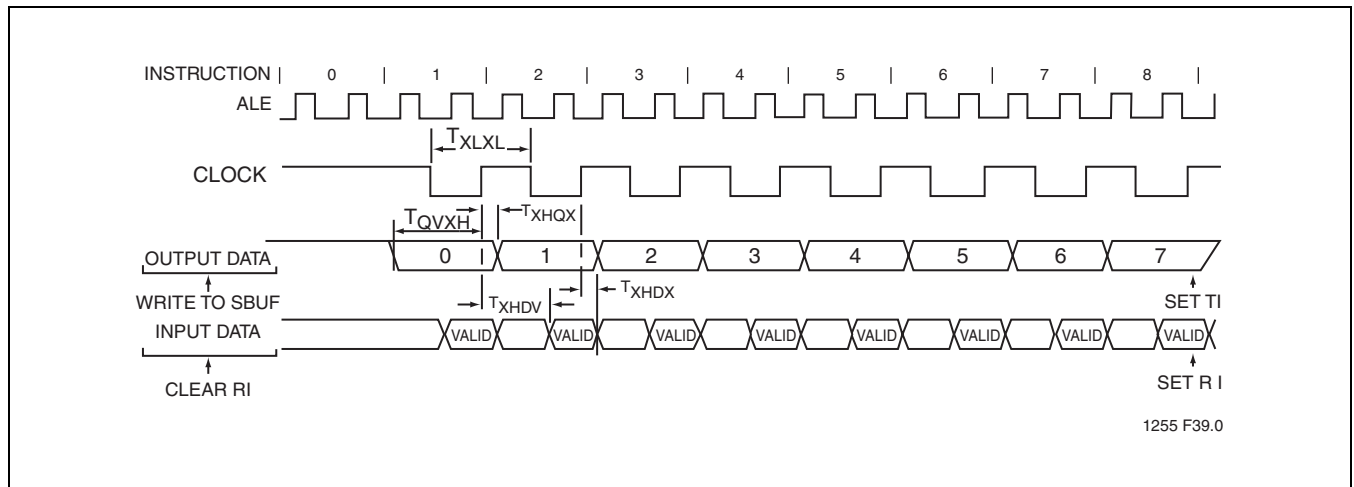 INSTRUCTION | 0 | 1 | 2 | 3 | 4 | 5 | 6 | 7 | 8 |
ALE
TXLXL
CLOCK
TQVXH TXHQX
OUTPUT DATA 0 1 2 3 4 5 6 7
WRITE TO SBUF TXHDV TXHDX SET TI
INPUT DATA VALID VALID VALID VALID VALID VALID VALID VALID
CLEAR RI SET R I
1255 F39.0